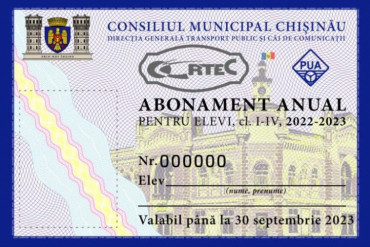 CONSILIUL MUNICIPAL CHIȘINĂU
DIRECȚIA GENERALĂ TRANSPORT PUBLIC ȘI CĂI DE COMUNICAȚII
CORTEC
PUA
ABONAMENT ANUAL
PENTRU ELEVI, cl. I-IV, 2022-2023
Nr.000000
Elev
(nume, prenume)
Valabil până la 30 septembrie 2023